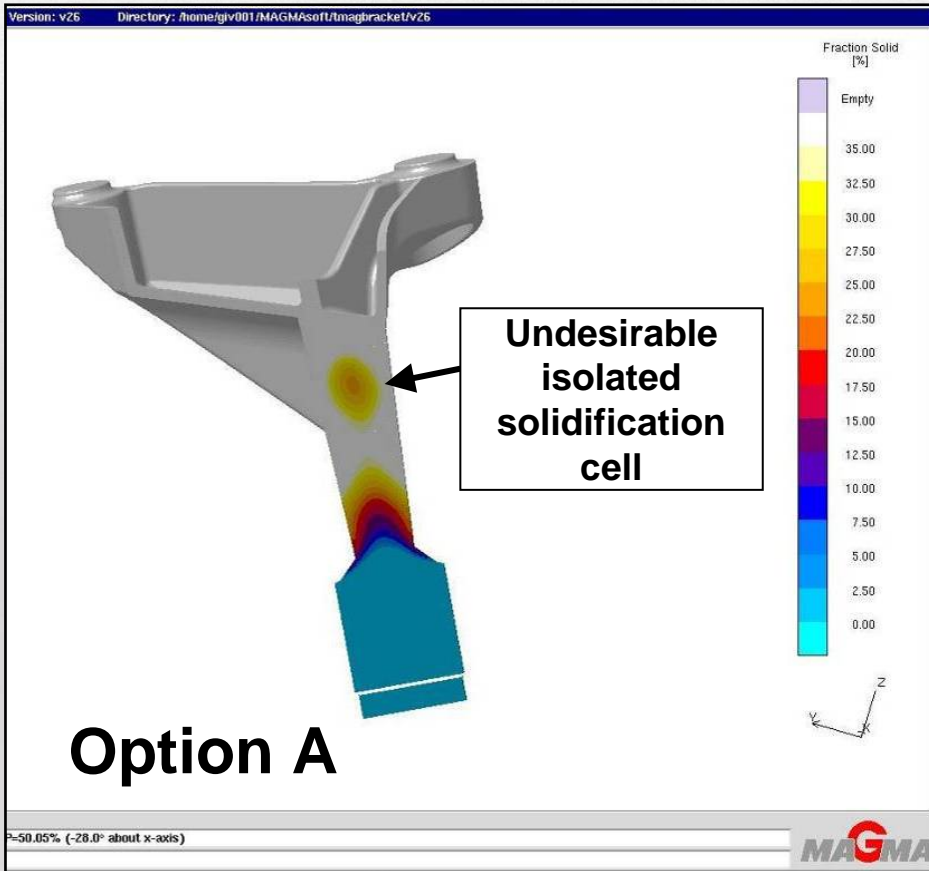 Version: v26 Directory: /home/giv001/MAGMAsoft/tmagbracket/v26
Fraction Solid
[%]
Empty
35.00
32.50
30.00
27.50
25.00
22.50
20.00
17.50
15.00
12.50
10.00
7.50
5.00
2.50
0.00
Undesirable
isolated
solidification
cell
Z
Y
X
Option A
P=50.05% (-28.0° about x-axis)
MAGMA